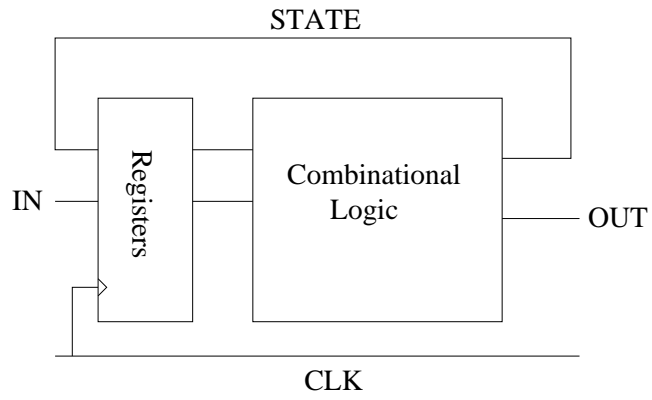 STATE
Registers
Combinational
Logic
IN
OUT
CLK